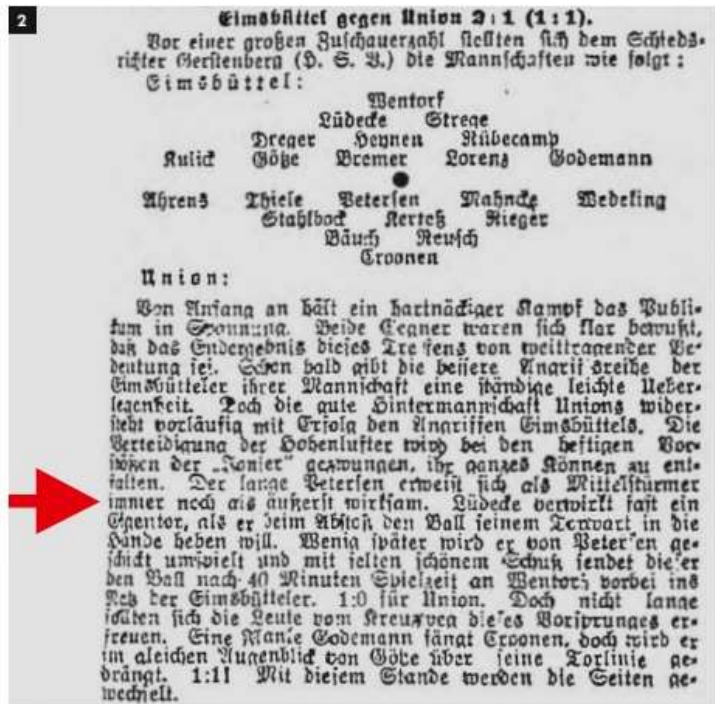 2
Eimsbüttel gegen Union 2:1 (1:1).
Vor einer großen Zuschauerzahl stellten sich dem Schieds-
richter Gerstenberg (H. S. V.) die Mannschaften wie folgt:
Eimsbüttel:
Wentorf
Lüdecke Strege
Dreger Heynen Rübecamp
Kulick Götze Bremer Lorenz Godemann
Ahrens Thiele Petersen Mahncke Wedeking
Stahlbock Kerteß Rieger
Bäuch Reusch
Croonen
Union:
Von Anfang an hält ein hartnäckiger Kampf das Publi-
kum in Spannung. Beide Gegner waren sich klar bewußt,
daß das Endergebnis dieses Treffens von weittragender Be-
deutung sei. Schon bald gibt die bessere Angriffsreihe der
Eimsbütteler ihrer Mannschaft eine ständige leichte Ueber-
legenheit. Doch die gute Hintermannschaft Unions wider-
steht vorläufig mit Erfolg den Angriffen Eimsbüttels. Die
Verteidigung der Hohenlufter wird bei den heftigen Vor-
stößen der „Unioner" gezwungen, ihr ganzes Können zu ent-
falten. Der lange Petersen erweist sich als Mittelstürmer
immer noch als äußerst wirksam. Lüdecke verwirkt fast ein
Eigentor, als er beim Abstoß den Ball seinem Torwart in die
Hände heben will. Wenig später wird er von Petersen ge-
schickt umspielt und mit selten schönem Schuß sendet dieser
den Ball nach 40 Minuten Spielzeit an Wentorf vorbei ins
Netz der Eimsbütteler. 1:0 für Union. Doch nicht lange
sollten sich die Leute vom Kreuzweg dieses Vorsprunges er-
freuen. Eine Flanke Godemann fängt Croonen, doch wird er
im gleichen Augenblick von Götze über seine Torlinie ge-
drängt. 1:1! Mit diesem Stande werden die Seiten ge-
wechselt.